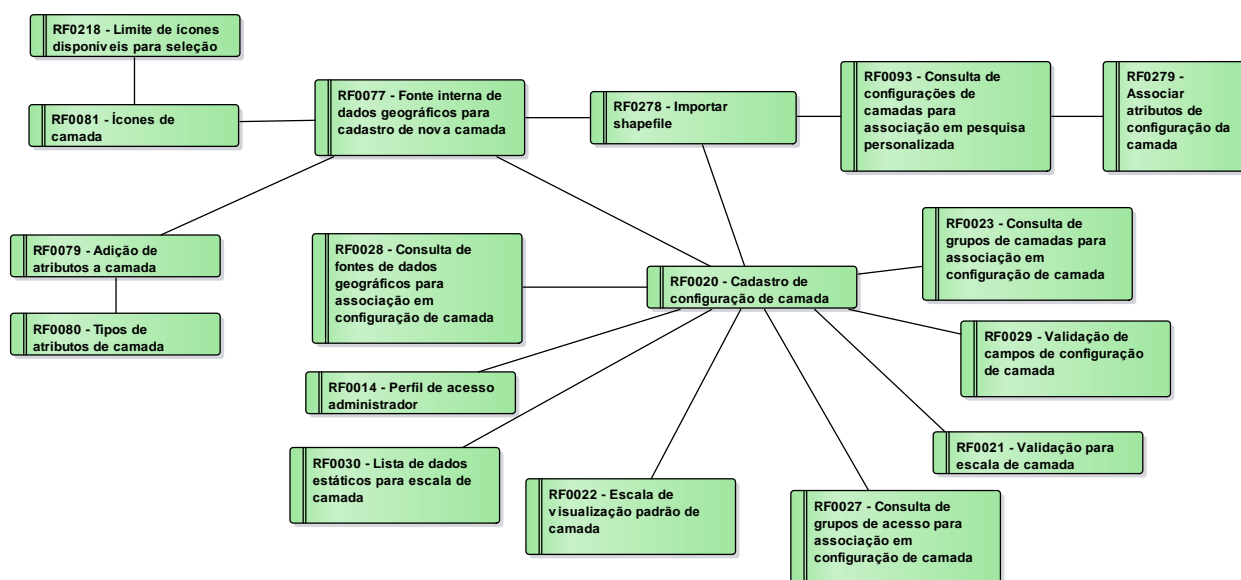 RF0218 - Limite de ícones
disponíveis para seleção
RF0081 - Ícones de
camada
RF0077 - Fonte interna de
dados geográficos para
cadastro de nova camada
RF0278 - Importar
shapefile
RF0093 - Consulta de
configurações de
camadas para
associação em pesquisa
personalizada
RF0279 -
Associar
atributos de
configuração da
camada
RF0079 - Adição de
atributos a camada
RF0080 - Tipos de
atributos de camada
RF0028 - Consulta de
fontes de dados
geográficos para
associação em
configuração de camada
RF0020 - Cadastro de
configuração de camada
RF0023 - Consulta de
grupos de camadas para
associação em
configuração de camada
RF0029 - Validação de
campos de configuração
de camada
RF0014 - Perfil de acesso
administrador
RF0021 - Validação para
escala de camada
RF0030 - Lista de dados
estáticos para escala de
camada
RF0022 - Escala de
visualização padrão de
camada
RF0027 - Consulta de
grupos de acesso para
associação em
configuração de camada